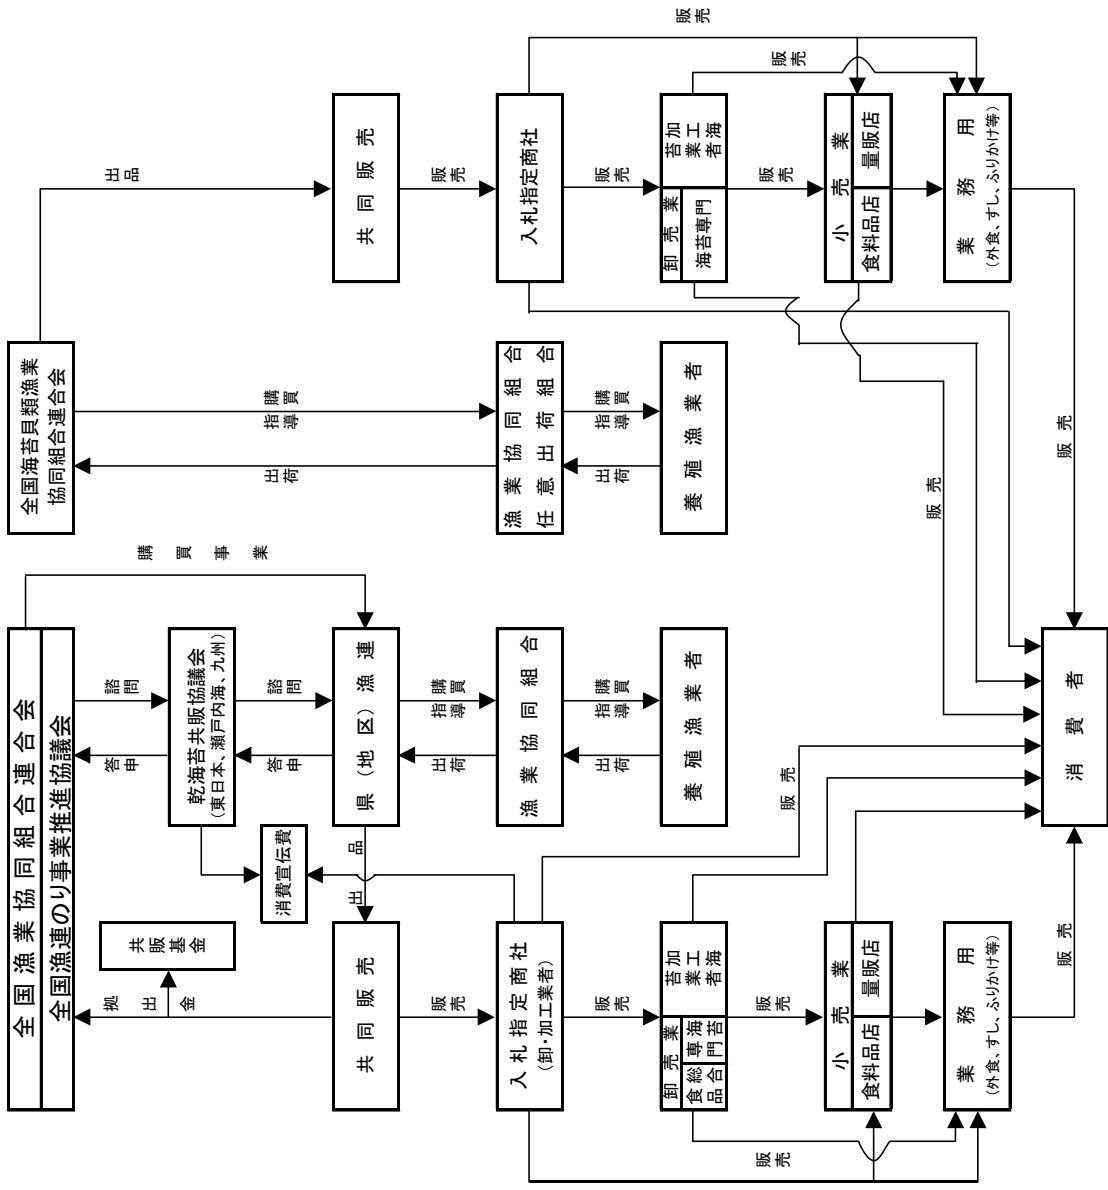 全国漁業協同組合連合会
全国漁連のり事業推進協議会
全国海苔貝類漁業
協同組合連合会
購買事業
諮問
答申
拠出金
共販基金
乾海苔共販協議会
(東日本、瀬戸内海、九州)
諮問
答申
消費宣伝費
指導
購買
出荷
出品
県(地区)漁連
出品
共同販売
共同販売
指導
購買
出荷
販売
販売
入札指定商社
(卸・加工業者)
漁業協同組合
漁業協同組合
任意出荷組合
入札指定商社
販売
指導
購買
出荷
指導
購買
出荷
販売
卸売業
食品総合
海苔専門
海苔加工業者
養殖漁業者
養殖漁業者
卸売業
海苔専門
海苔加工業者
販売
販売
販売
販売
小売業
食料品店
量販店
小売業
食料品店
量販店
販売
販売
販売
業務用
(外食、すし、ふりかけ等)
業務用
(外食、すし、ふりかけ等)
販売
販売
消費者